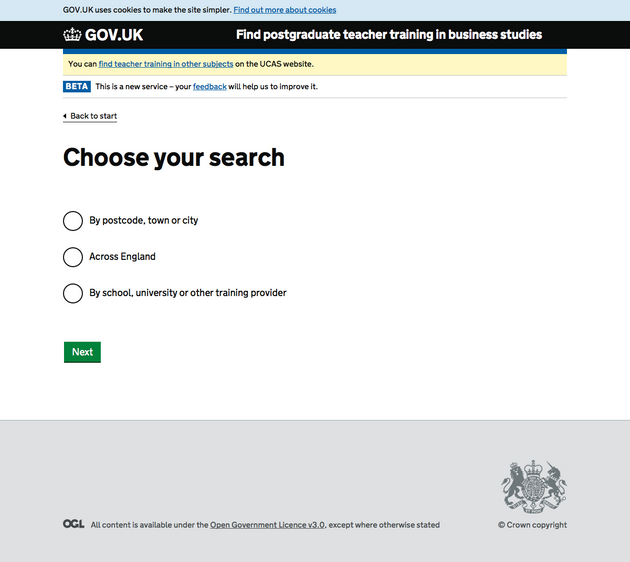 GOV.UK uses cookies to make the site simpler. Find out more about cookies
GOV.UK
Find postgraduate teacher training in business studies
You can find teacher training in other subjects on the UCAS website.
BETA This is a new service – your feedback will help us to improve it.
Back to start
Choose your search
By postcode, town or city
Across England
By school, university or other training provider
Next
OGL All content is available under the Open Government Licence v3.0, except where otherwise stated
© Crown copyright